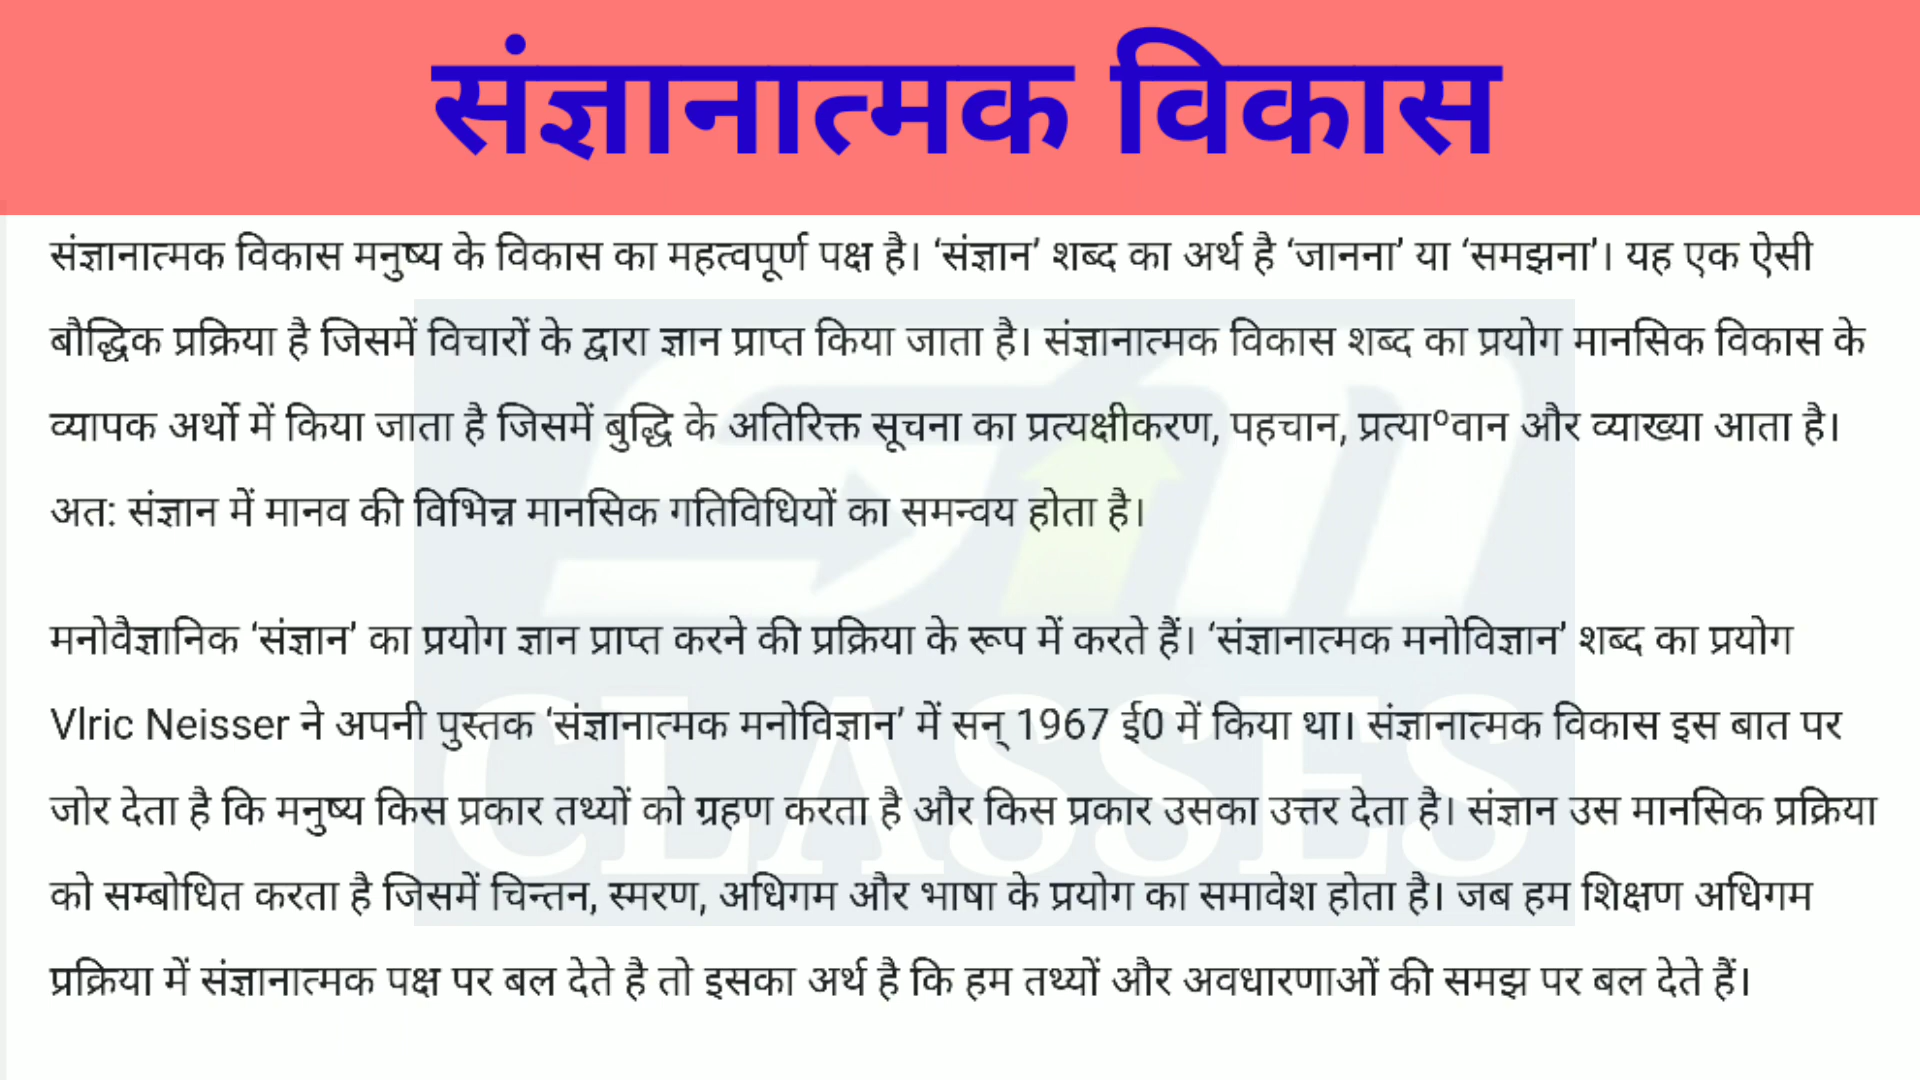 संज्ञानात्मक विकास
संज्ञानात्मक विकास मनुष्य के विकास का महत्वपूर्ण पक्ष है। ‘संज्ञान’ शब्द का अर्थ है ‘जानना’ या ‘समझना’। यह एक ऐसी
बौद्धिक प्रक्रिया है जिसमें विचारों के द्वारा ज्ञान प्राप्त किया जाता है। संज्ञानात्मक विकास शब्द का प्रयोग मानसिक विकास के
व्यापक अर्थो में किया जाता है जिसमें बुद्धि के अतिरिक्त सूचना का प्रत्यक्षीकरण, पहचान, प्रत्याºवान और व्याख्या आता है।
अत: संज्ञान में मानव की विभिन्न मानसिक गतिविधियों का समन्वय होता है।
मनोवैज्ञानिक ‘संज्ञान’ का प्रयोग ज्ञान प्राप्त करने की प्रक्रिया के रूप में करते हैं। ‘संज्ञानात्मक मनोविज्ञान’ शब्द का प्रयोग
Vlric Neisser ने अपनी पुस्तक ‘संज्ञानात्मक मनोविज्ञान’ में सन् 1967 ई0 में किया था। संज्ञानात्मक विकास इस बात पर
जोर देता है कि मनुष्य किस प्रकार तथ्यों को ग्रहण करता है और किस प्रकार उसका उत्तर देता है। संज्ञान उस मानसिक प्रक्रिया
को सम्बोधित करता है जिसमें चिन्तन, स्मरण, अधिगम और भाषा के प्रयोग का समावेश होता है। जब हम शिक्षण अधिगम
प्रक्रिया में संज्ञानात्मक पक्ष पर बल देते है तो इसका अर्थ है कि हम तथ्यों और अवधारणाओं की समझ पर बल देते हैं।
CLASSES